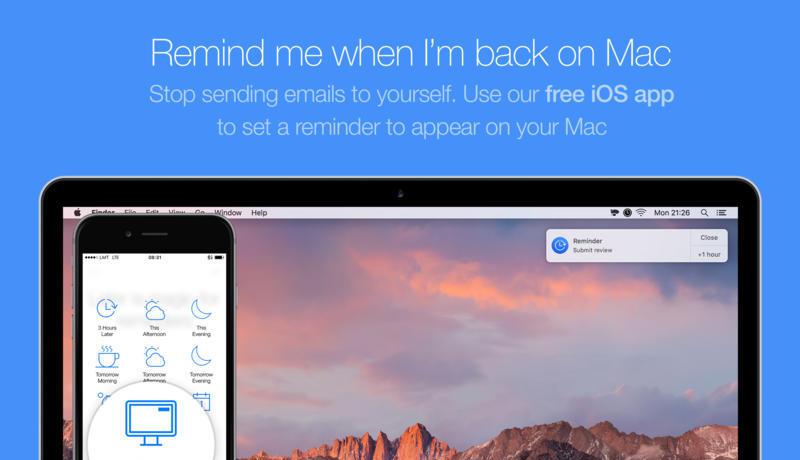 Remind me when I'm back on Mac
Stop sending emails to yourself. Use our free iOS app
to set a reminder to appear on your Mac
Finder File Edit View Go Window Help
Mon 21:26
Reminder
Submit review
Close
+1 hour
LMT LTE
08:31
3 Hours
Later
This
Afternoon
This
Evening
Tomorrow
Morning
Tomorrow
Afternoon
Tomorrow
Evening